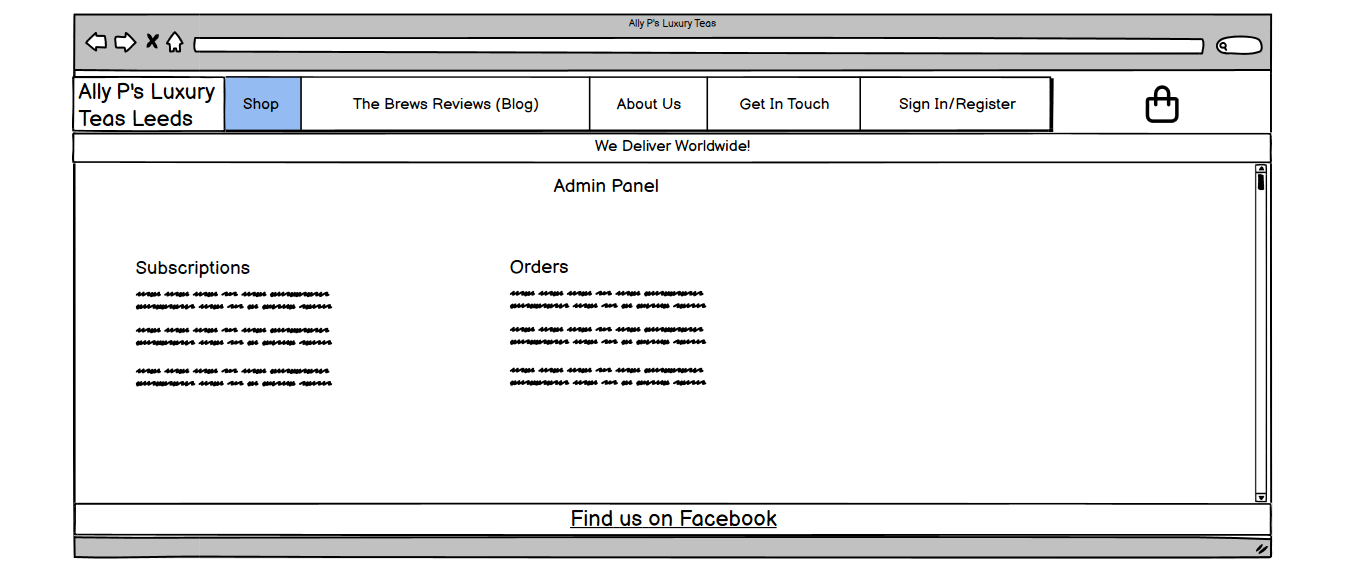 Ally P's Luxury Teas
Ally P's Luxury
Teas Leeds
Shop
The Brews Reviews (Blog)
About Us
Get In Touch
Sign In/Register
We Deliver Worldwide!
Admin Panel
Subscriptions
Orders
Find us on Facebook